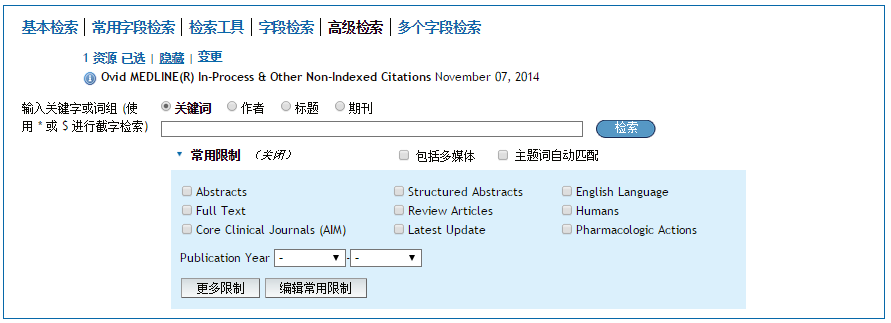 基本检索 | 常用字段检索 | 检索工具 | 字段检索 | 高级检索 | 多个字段检索
1 资源 已选 | 隐藏 | 变更
Ovid MEDLINE(R) In-Process & Other Non-Indexed Citations November 07, 2014
输入关键字或词组 (使 关键词 作者 标题 期刊
用 * 或 $ 进行截字检索) 检索
常用限制 (关闭) 包括多媒体 主题词自动匹配
Abstracts Structured Abstracts English Language
Full Text Review Articles Humans
Core Clinical Journals (AIM) Latest Update Pharmacologic Actions
Publication Year - - -
更多限制 编辑常用限制